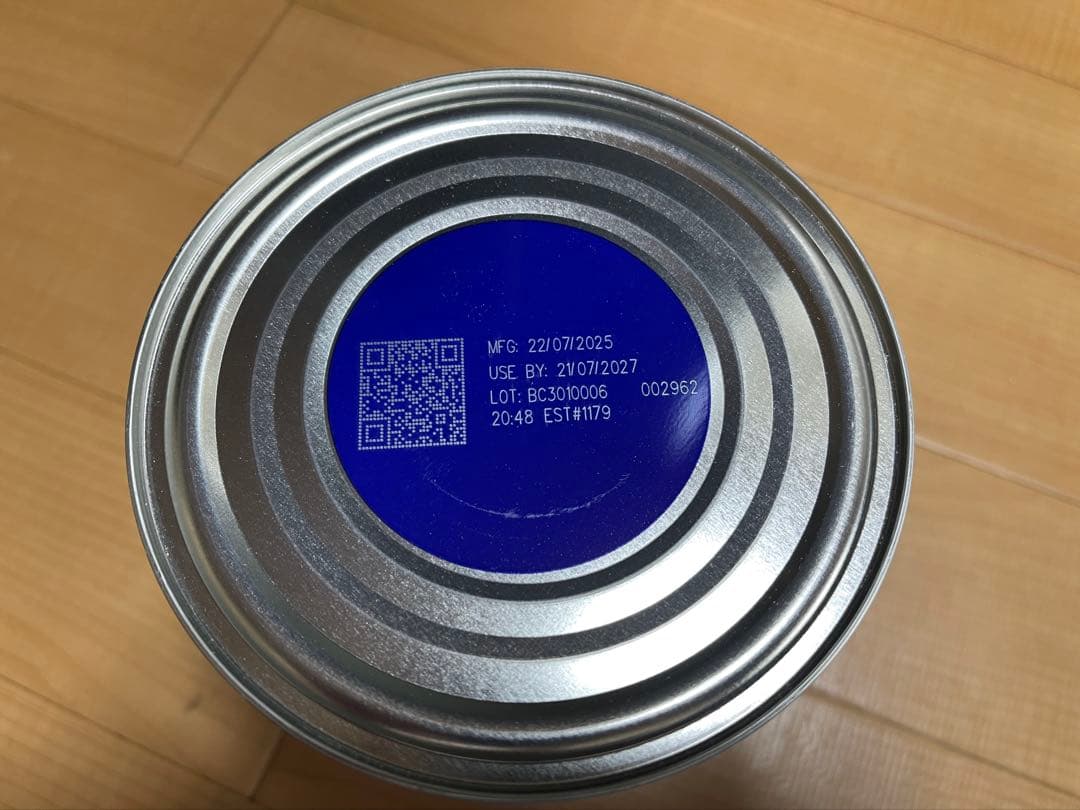 MFG: 22/07/2025
USE BY: 21/07/2027
LOT: BC3010006 002962
20:48 EST#1179